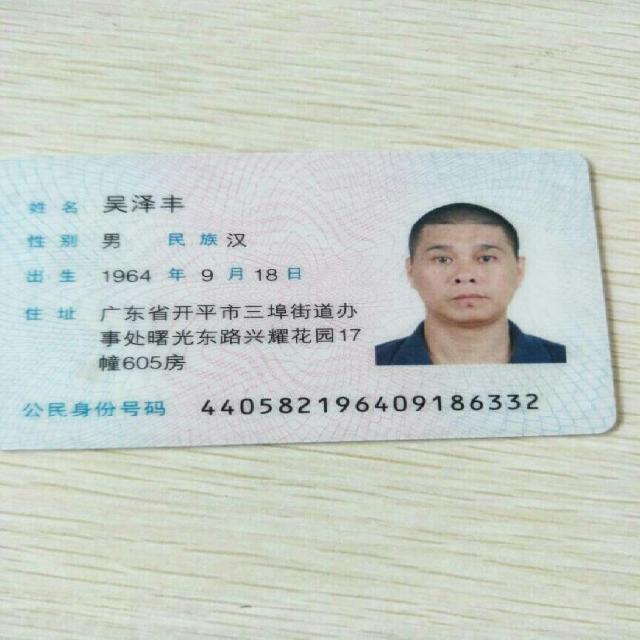 姓名 吴泽丰
性别 男 民族 汉
出生 1964 年 9 月 18 日
住址 广东省开平市三埠街道办
事处曙光东路兴耀花园17
幢605房
公民身份号码 440582196409186332